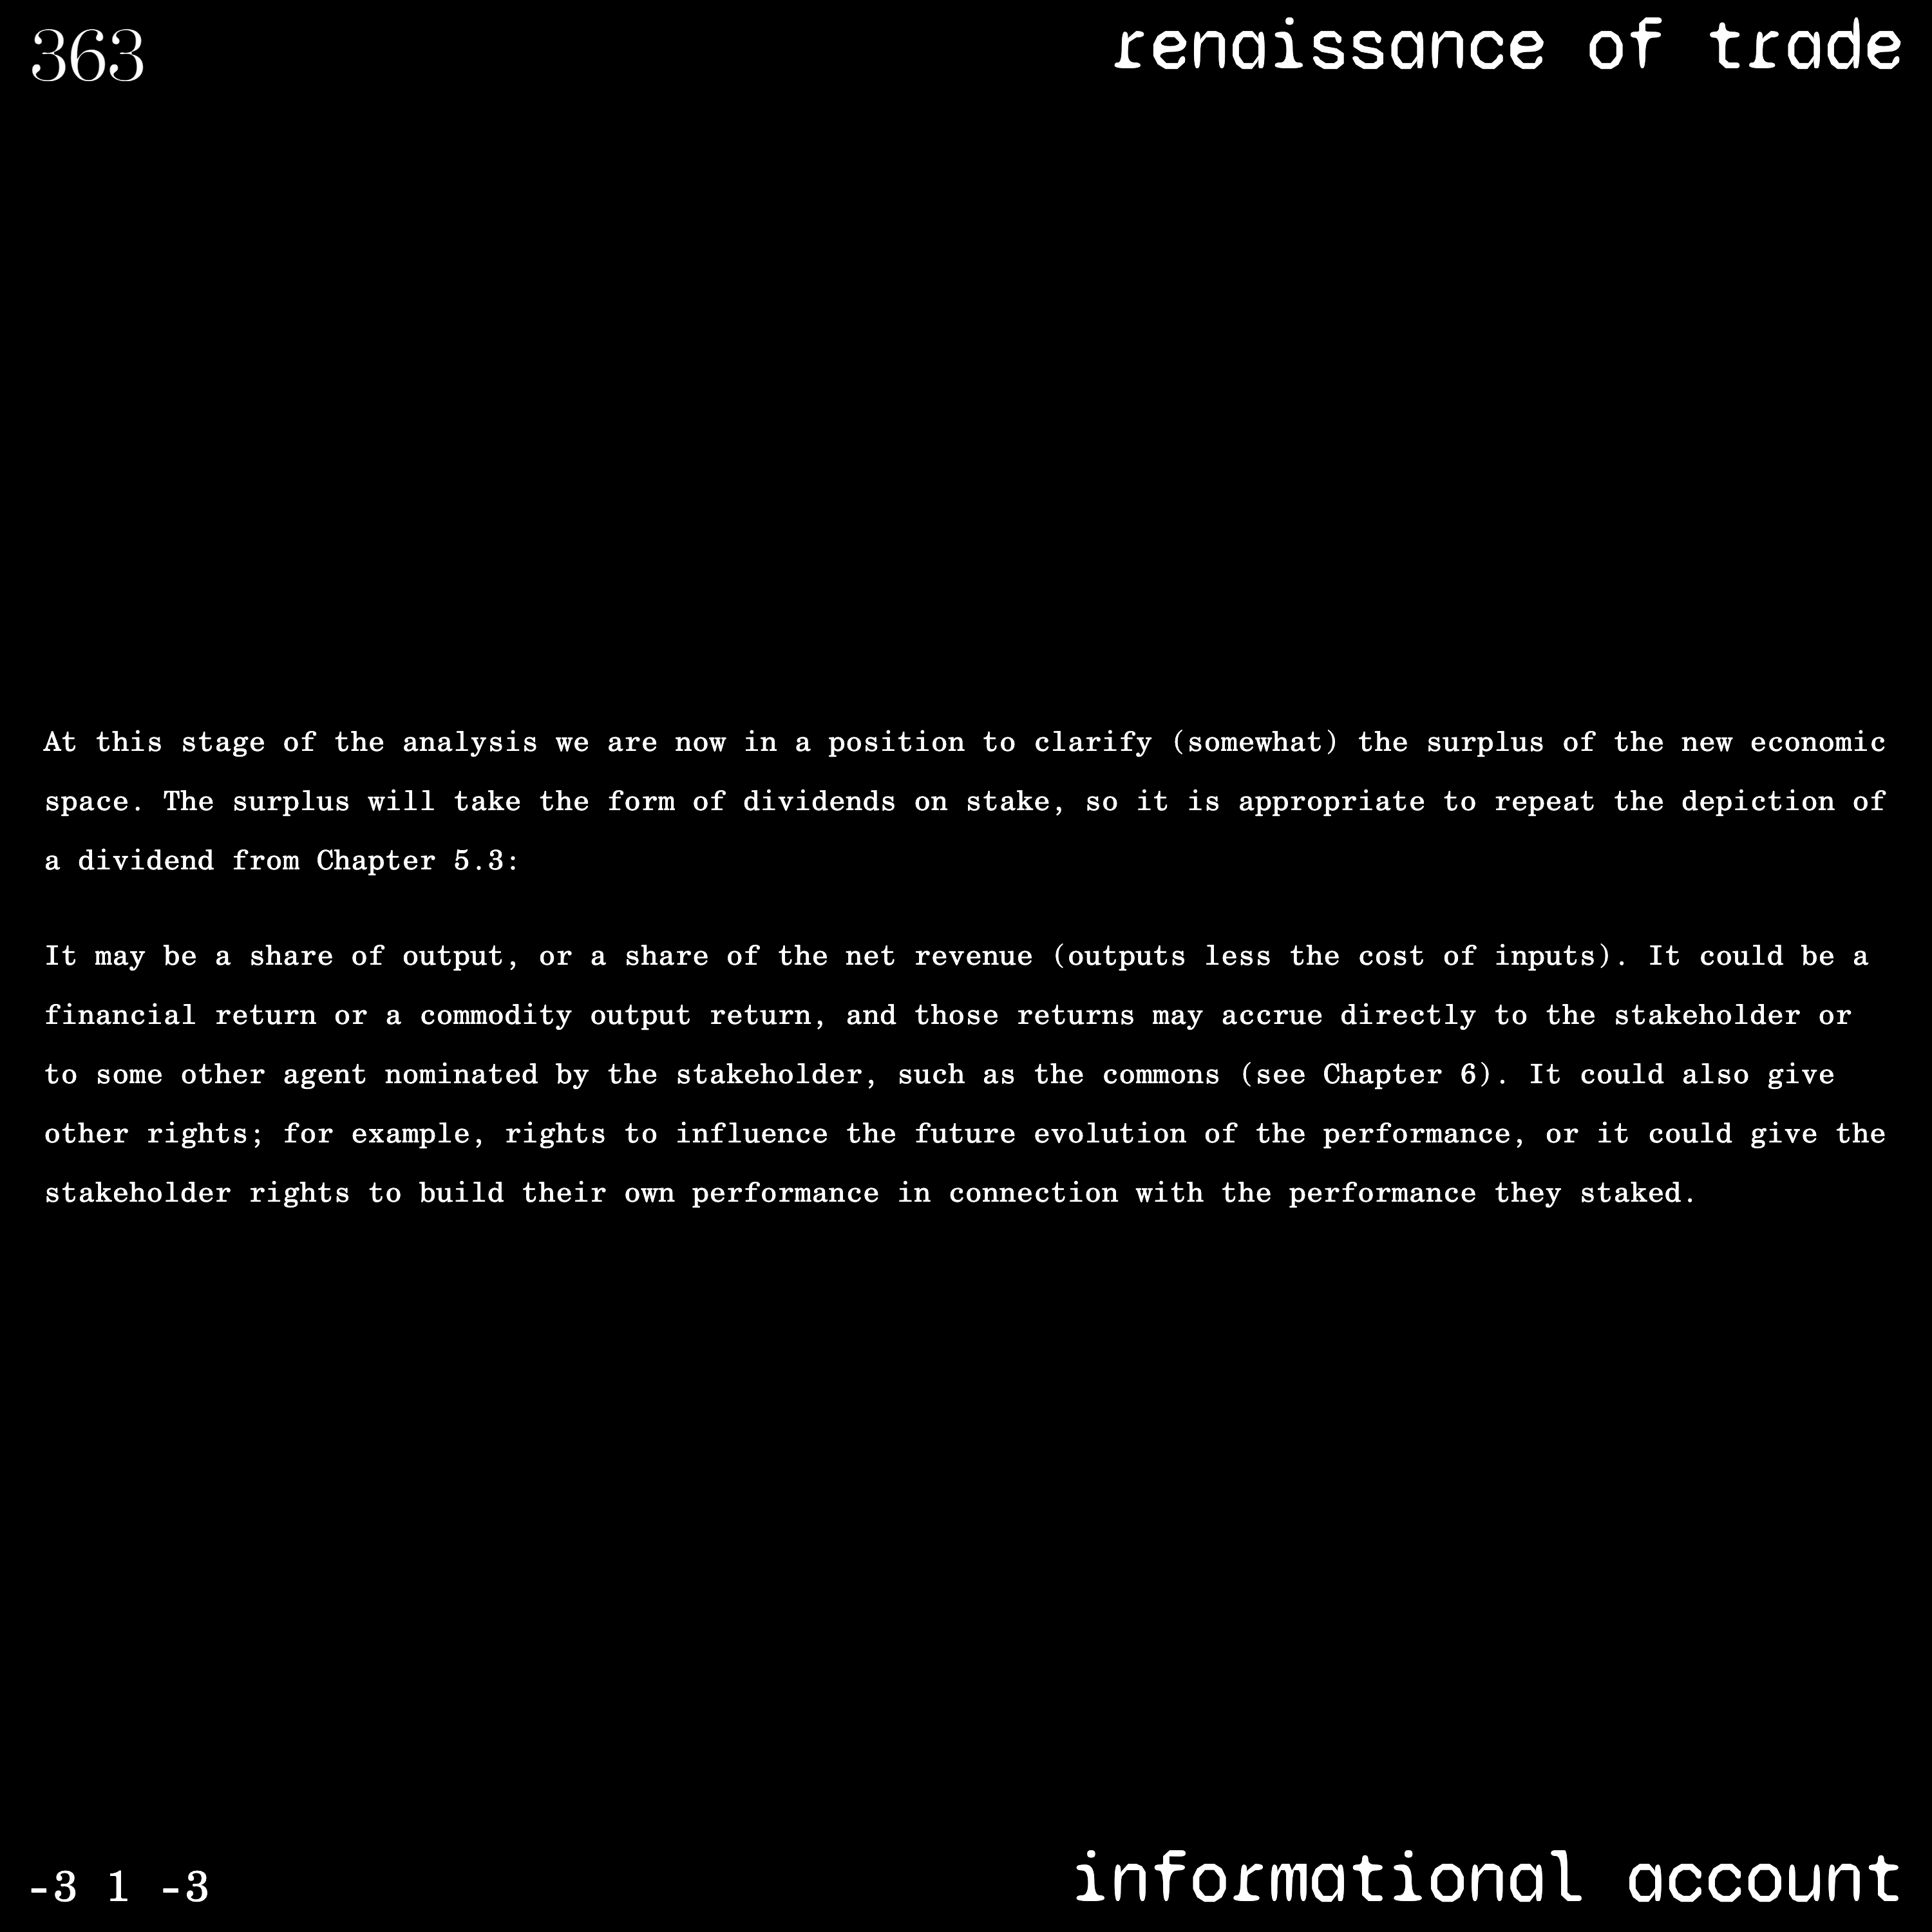 363
renaissance of trade
At this stage of the analysis we are now in a position to clarify (somewhat) the surplus of the new economic
space. The surplus will take the form of dividends on stake, so it is appropriate to repeat the depiction of
a dividend from Chapter 5.3:
It may be a share of output, or a share of the net revenue (outputs less the cost of inputs). It could be a
financial return or a commodity output return, and those returns may accrue directly to the stakeholder or
to some other agent nominated by the stakeholder, such as the commons (see Chapter 6). It could also give
other rights; for example, rights to influence the future evolution of the performance, or it could give the
stakeholder rights to build their own performance in connection with the performance they staked.
-3 1 -3
informational account